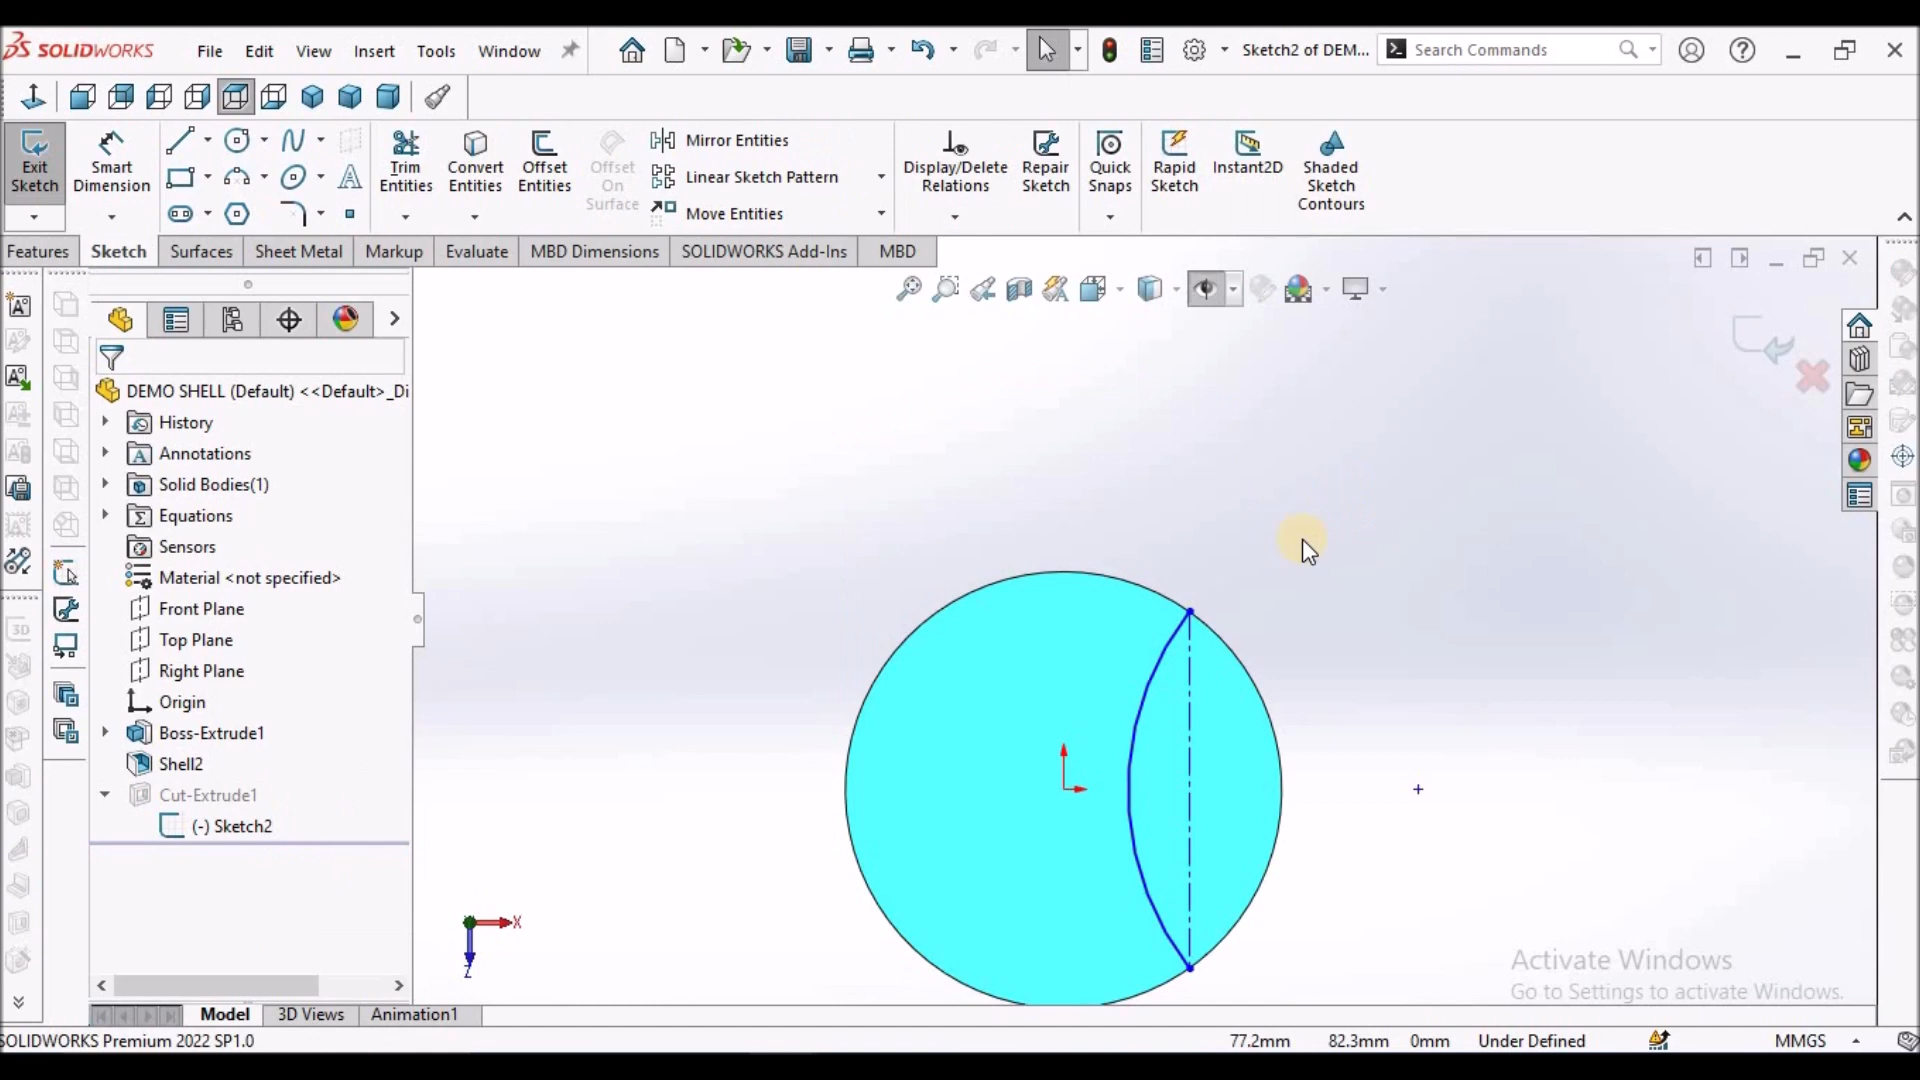 SOLIDWORKS File Edit View Insert Tools Window Sketch2 of DEM... Search Commands
Exit Sketch
Smart Dimension
Trim Entities
Convert Entities
Offset Entities
Offset On Surface
Mirror Entities
Linear Sketch Pattern
Move Entities
Display/Delete Relations
Repair Sketch
Quick Snaps
Rapid Sketch
Instant2D
Shaded Sketch Contours
Features Sketch Surfaces Sheet Metal Markup Evaluate MBD Dimensions SOLIDWORKS Add-Ins MBD
DEMO SHELL (Default) <<Default>_Di
History
Annotations
Solid Bodies(1)
Equations
Sensors
Material <not specified>
Front Plane
Top Plane
Right Plane
Origin
Boss-Extrude1
Shell2
Cut-Extrude1
(-) Sketch2
3D
X
Z
Activate Windows
Go to Settings to activate Windows.
Model 3D Views Animation1
SOLIDWORKS Premium 2022 SP1.0 77.2mm 82.3mm 0mm Under Defined MMGS